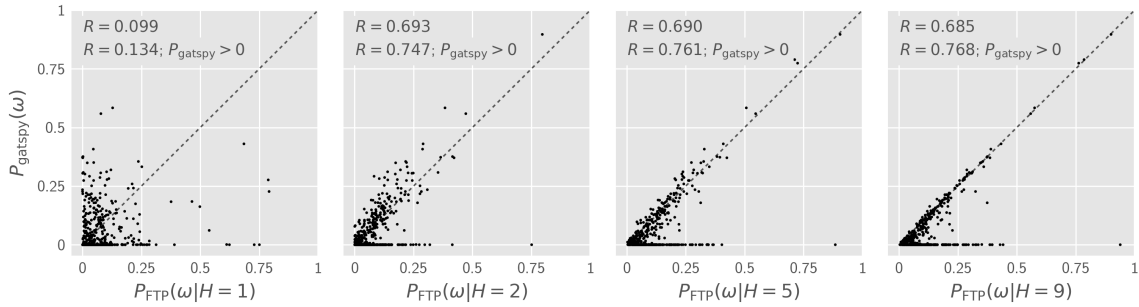 R = 0.099
R = 0.134; P_gatspy > 0
R = 0.693
R = 0.747; P_gatspy > 0
R = 0.690
R = 0.761; P_gatspy > 0
R = 0.685
R = 0.768; P_gatspy > 0
P_gatspy(ω)
1
0.75
0.5
0.25
0
0 0.25 0.5 0.75 1
0 0.25 0.5 0.75 1
0 0.25 0.5 0.75 1
0 0.25 0.5 0.75 1
P_FTP(ω|H = 1)
P_FTP(ω|H = 2)
P_FTP(ω|H = 5)
P_FTP(ω|H = 9)